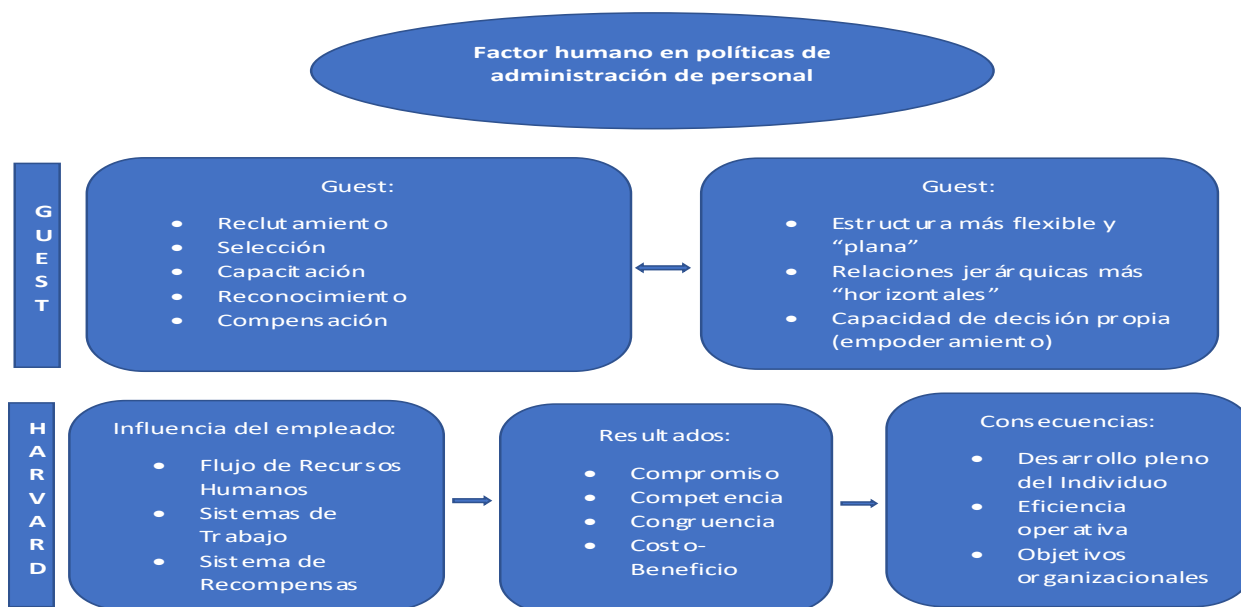 Factor humano en políticas de
administración de personal
GUEST
Guest:
• Reclutamiento
• Selección
• Capacitación
• Reconocimiento
• Compensación
Guest:
• Estructura más flexible y
“plana”
• Relaciones jerárquicas más
“horizontales”
• Capacidad de decisión propia
(empoderamiento)
HARVARD
Influencia del empleado:
• Flujo de Recursos
Humanos
• Sistemas de
Trabajo
• Sistema de
Recompensas
Resultados:
• Compromiso
• Competencia
• Congruencia
• Costo-
Beneficio
Consecuencias:
• Desarrollo pleno
del Individuo
• Eficiencia
operativa
• Objetivos
organizacionales